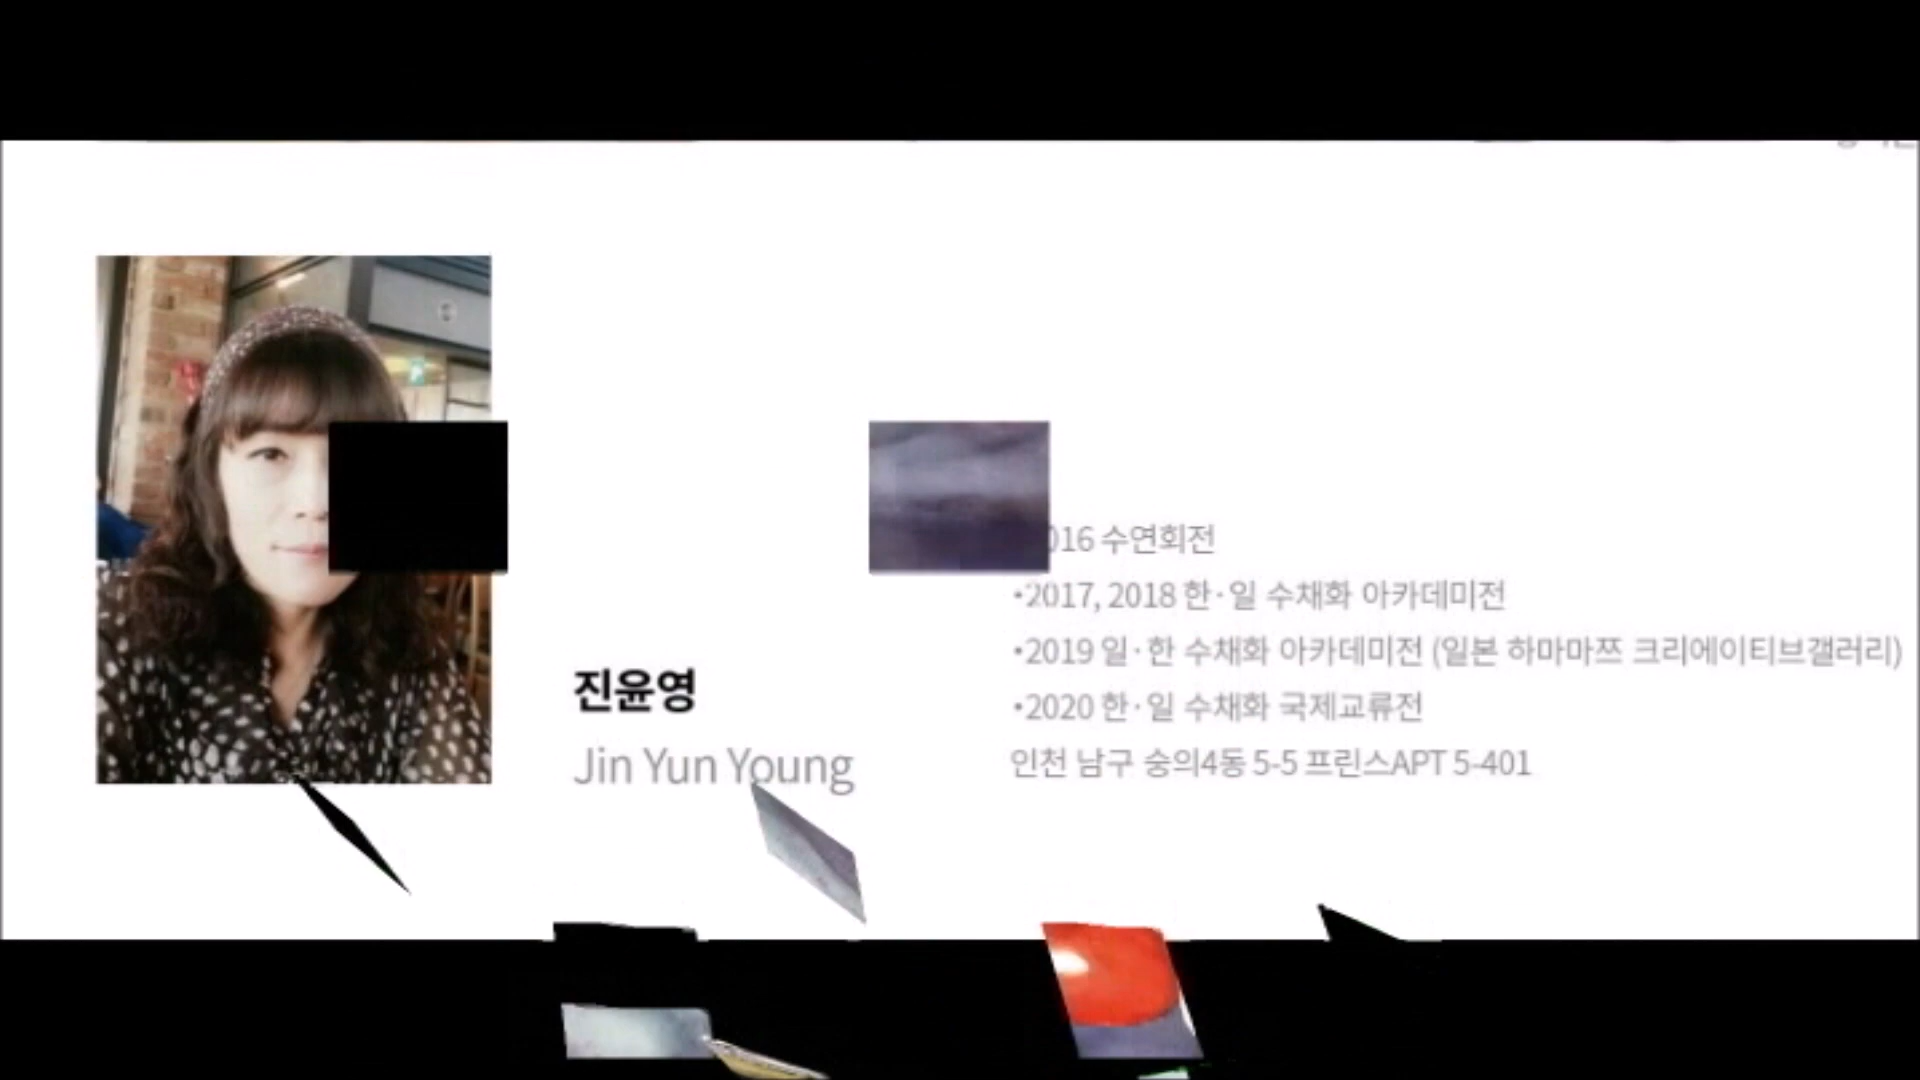 진윤영
Jin Yun Young
016 수연회전
•2017, 2018 한·일 수채화 아카데미전
•2019 일·한 수채화 아카데미전 (일본 하마마쯔 크리에이티브갤러리)
•2020 한·일 수채화 국제교류전
인천 남구 숭의4동 5-5 프린스APT 5-401